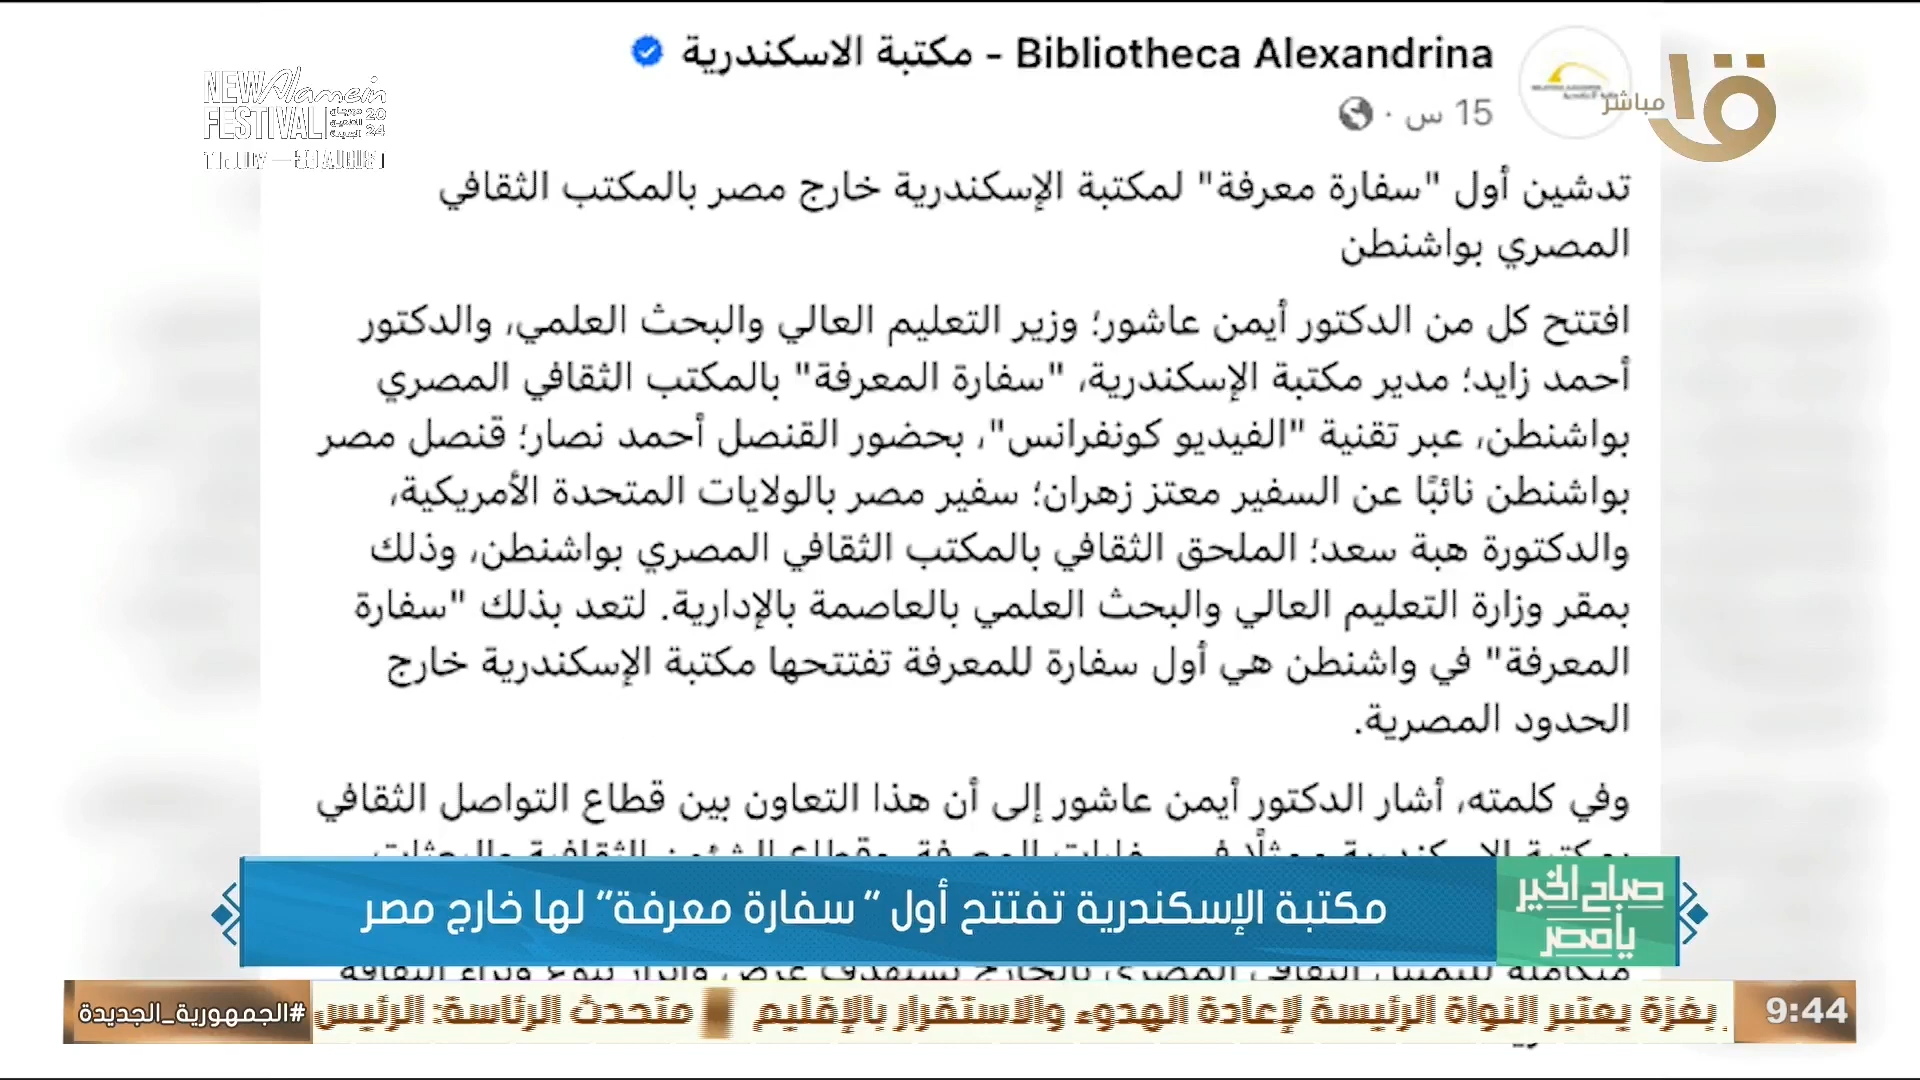 Bibliotheca Alexandrina - مكتبة الاسكندرية
15 س
NEW Alamein
FESTIVAL
مهرجان العلمين الجديدة
2024
مباشر
تدشين أول "سفارة معرفة" لمكتبة الإسكندرية خارج مصر بالمكتب الثقافي
المصري بواشنطن
افتتح كل من الدكتور أيمن عاشور؛ وزير التعليم العالي والبحث العلمي، والدكتور
أحمد زايد؛ مدير مكتبة الإسكندرية، "سفارة المعرفة" بالمكتب الثقافي المصري
بواشنطن، عبر تقنية "الفيديو كونفرانس"، بحضور القنصل أحمد نصار؛ قنصل مصر
بواشنطن نائبًا عن السفير معتز زهران؛ سفير مصر بالولايات المتحدة الأمريكية،
والدكتورة هبة سعد؛ الملحق الثقافي بالمكتب الثقافي المصري بواشنطن، وذلك
بمقر وزارة التعليم العالي والبحث العلمي بالعاصمة بالإدارية. لتعد بذلك "سفارة
المعرفة" في واشنطن هي أول سفارة للمعرفة تفتتحها مكتبة الإسكندرية خارج
الحدود المصرية.
وفي كلمته، أشار الدكتور أيمن عاشور إلى أن هذا التعاون بين قطاع التواصل الثقافي
صباح الخير
يا مصر
مكتبة الإسكندرية تفتتح أول "سفارة معرفة" لها خارج مصر
9:44
بغزة يعتبر النواة الرئيسة لإعادة الهدوء والاستقرار بالإقليم
متحدث الرئاسة: الرئيس
#الجمهورية_الجديدة